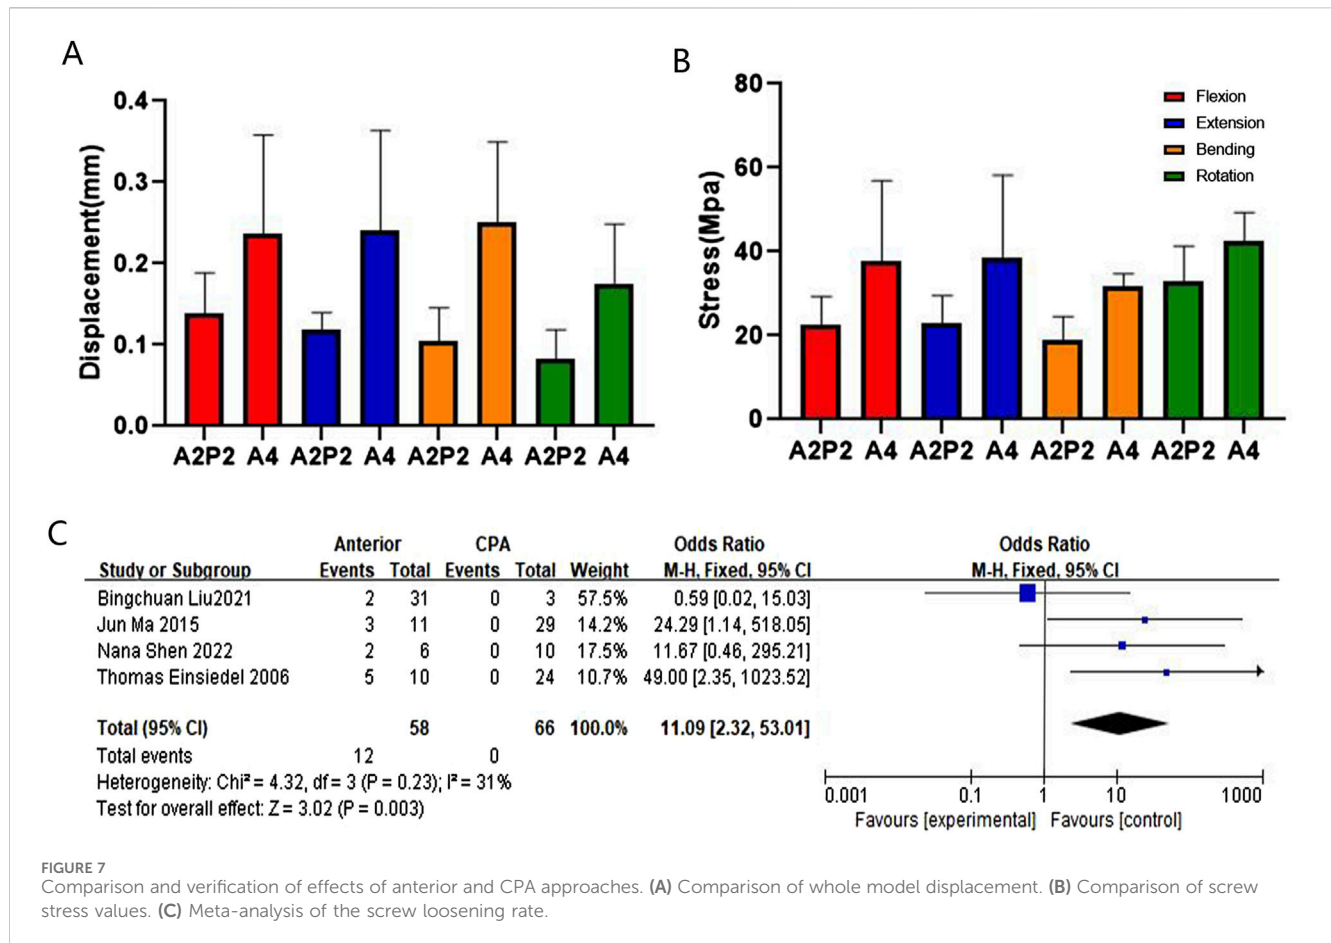 A
Displacement(mm)
0.4
0.3
0.2
0.1
0.0
A2P2 A4 A2P2 A4 A2P2 A4 A2P2 A4
B
Stress(Mpa)
80
60
40
20
0
A2P2 A4 A2P2 A4 A2P2 A4 A2P2 A4
Flexion
Extension
Bending
Rotation
C
Anterior CPA Odds Ratio Odds Ratio
Study or Subgroup Events Total Events Total Weight M-H, Fixed, 95% CI M-H, Fixed, 95% CI
Bingchuan Liu2021 2 31 0 3 57.5% 0.59 [0.02, 15.03]
Jun Ma 2015 3 11 0 29 14.2% 24.29 [1.14, 518.05]
Nana Shen 2022 2 6 0 10 17.5% 11.67 [0.46, 295.21]
Thomas Einsiedel 2006 5 10 0 24 10.7% 49.00 [2.35, 1023.52]
Total (95% CI) 58 66 100.0% 11.09 [2.32, 53.01]
Total events 12 0
Heterogeneity: Chi² = 4.32, df = 3 (P = 0.23); I² = 31%
Test for overall effect: Z = 3.02 (P = 0.003)
0.001 0.1 1 10 1000
Favours [experimental] Favours [control]
FIGURE 7
Comparison and verification of effects of anterior and CPA approaches. (A) Comparison of whole model displacement. (B) Comparison of screw
stress values. (C) Meta-analysis of the screw loosening rate.